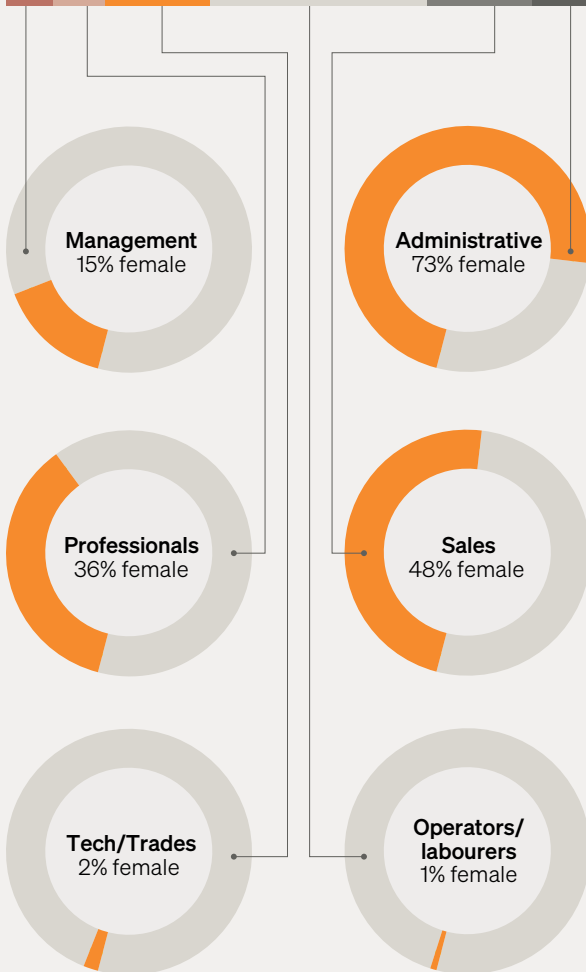 Management
15% female
Administrative
73% female
Professionals
36% female
Sales
48% female
Tech/Trades
2% female
Operators/
labourers
1% female